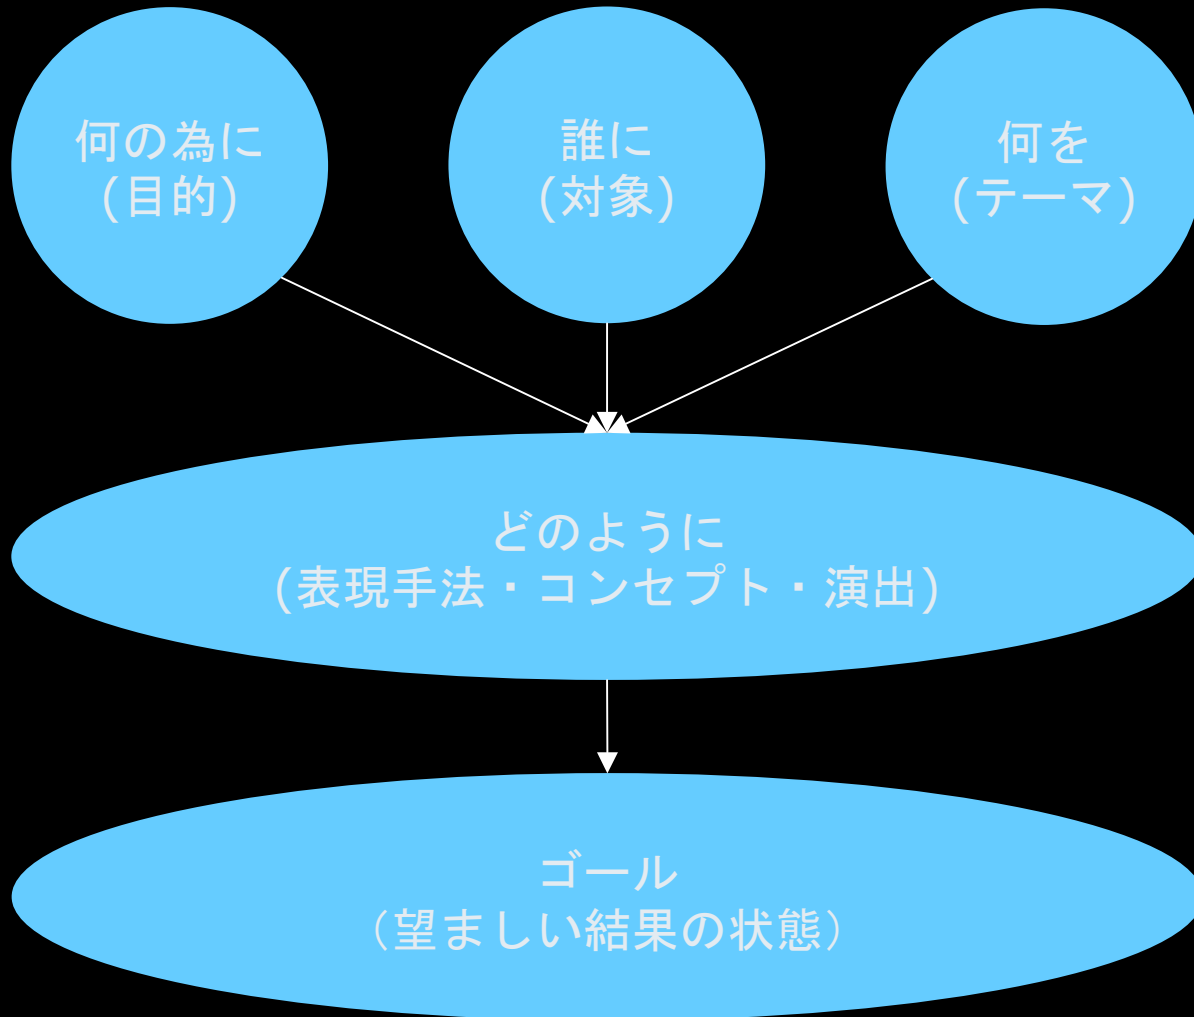 何の為に
(目的)
誰に
(対象)
何を
(テーマ)
どのように
(表現手法・コンセプト・演出)
ゴール
（望ましい結果の状態）